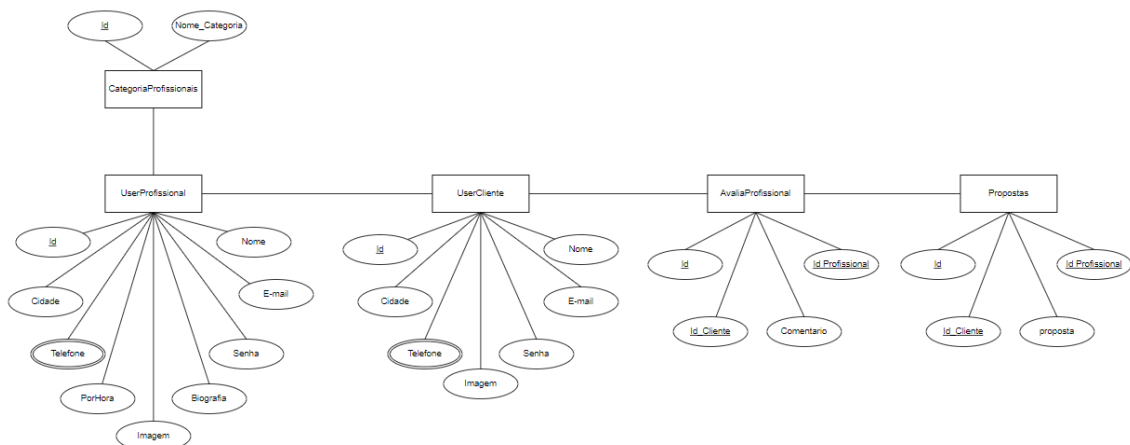 Id
Nome_Categoria
CategoriaProfissionais
UserProfissional
UserCliente
AvaliaProfissional
Propostas
Id
Nome
Cidade
E-mail
Telefone
Senha
PorHora
Biografia
Imagem
Id
Nome
Cidade
E-mail
Telefone
Senha
Imagem
Id
Id Profissional
Id_Cliente
Comentario
Id
Id Profissional
Id_Cliente
proposta